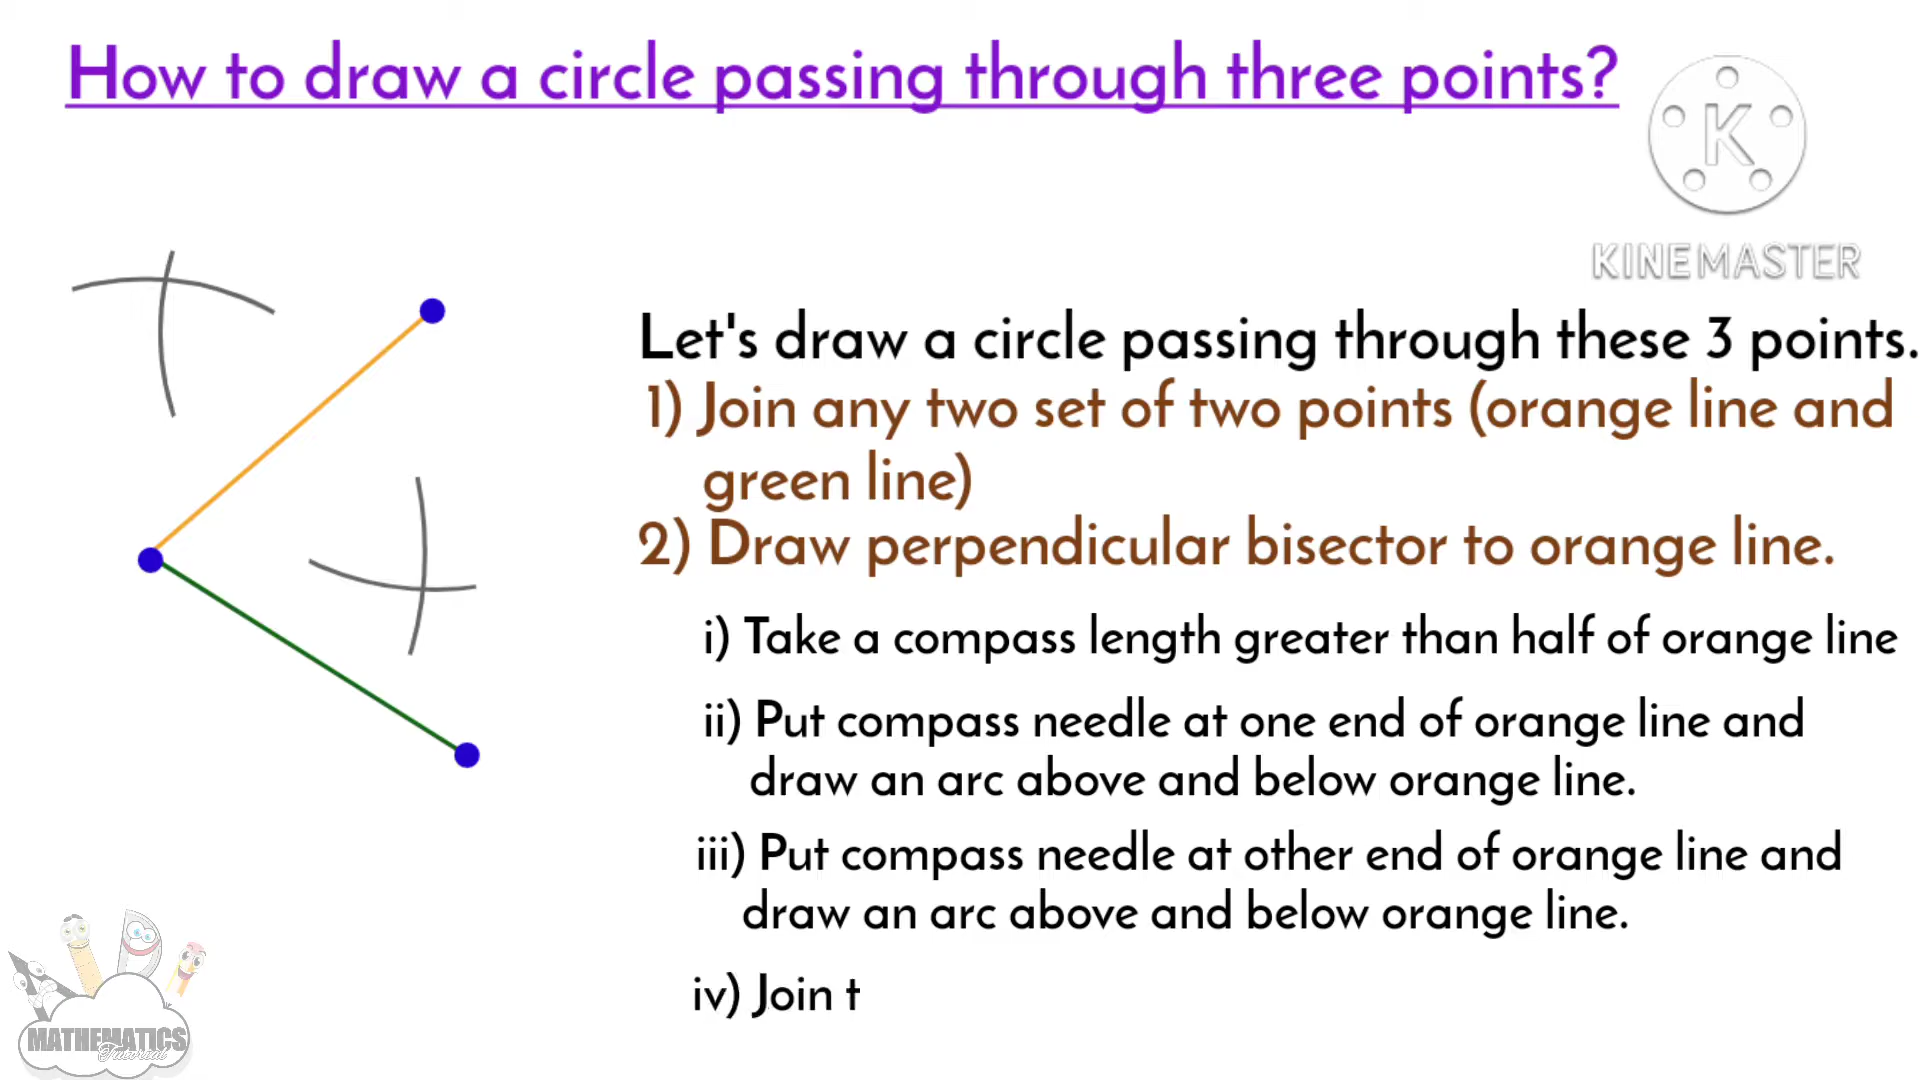 How to draw a circle passing through three points?
K
KINEMASTER
Let's draw a circle passing through these 3 points.
1) Join any two set of two points (orange line and
green line)
2) Draw perpendicular bisector to orange line.
i) Take a compass length greater than half of orange line
ii) Put compass needle at one end of orange line and
draw an arc above and below orange line.
iii) Put compass needle at other end of orange line and
draw an arc above and below orange line.
iv) Join t
MATHEMATICS
Tutorial